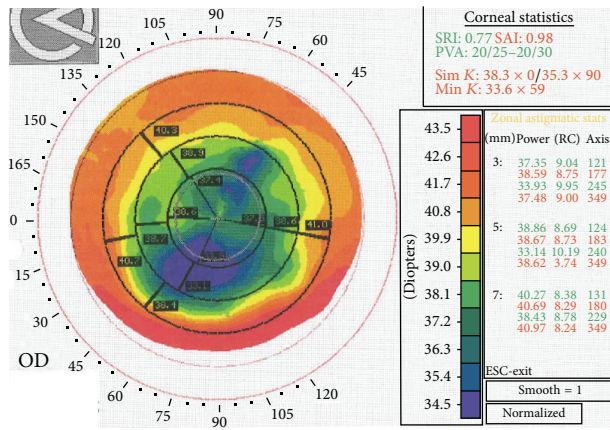 90
120
60
135
45
165
0
15
30
45
60
75
105
120
90
OD
40.3
38.9
37.4
38.6
38.6
41.0
38.7
40.7
33.1
38.4
Corneal statistics
SRI: 0.77 SAI: 0.98
PVA: 20/25–20/30
Sim K: 38.3 × 0/35.3 × 90
Min K: 33.6 × 59
43.5
42.6
41.7
40.8
39.9
39.0
38.1
37.2
36.3
35.4
34.5
(Diopters)
Zonal astigmatic stats
(mm) Power (RC) Axis
3: 37.35 9.04 121
38.59 8.75 177
33.93 9.95 245
37.48 9.00 349
5: 38.86 8.69 124
38.67 8.73 183
33.14 10.19 240
38.62 3.74 349
7: 40.27 8.38 131
40.69 8.29 180
38.43 8.78 229
40.97 8.24 349
ESC-exit
Smooth = 1
Normalized